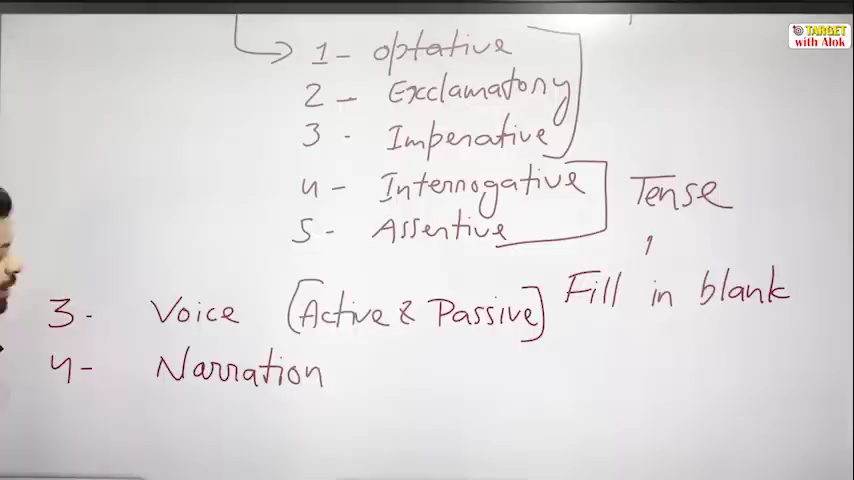 TARGET
with Alok
1 - Optative
2 - Exclamatory
3 - Imperative
4 - Interrogative
5 - Assertive
Tense
Fill in blank
3 - Voice (Active & Passive)
4 - Narration